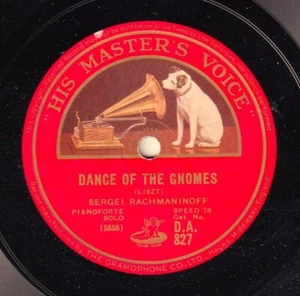 "HIS MASTER'S VOICE"
DANCE OF THE GNOMES
(LISZT)
SERGEI RACHMANINOFF
PIANOFORTE SOLO
SPEED 78
Cat. No.
(5656)
D.A. 827
THE GRAMOPHONE CO., LTD.